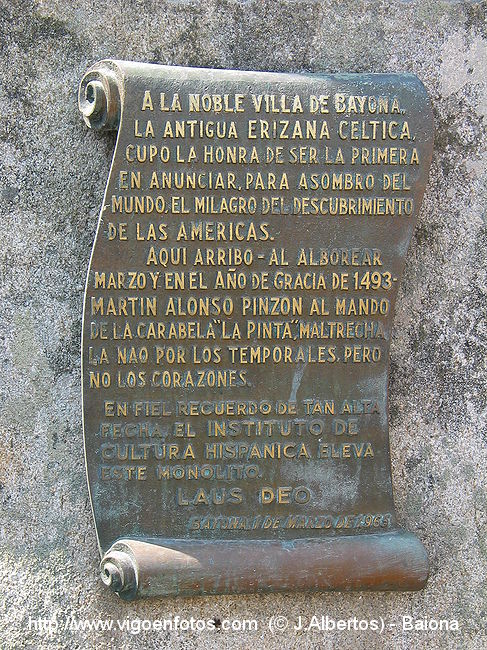 A LA NOBLE VILLA DE BAYONA,
LA ANTIGUA ERIZANA CELTICA,
CUPO LA HONRA DE SER LA PRIMERA
EN ANUNCIAR, PARA ASOMBRO DEL
MUNDO, EL MILAGRO DEL DESCUBRIMIENTO
DE LAS AMERICAS.
AQUI ARRIBO-AL ALBOREAR
MARZO Y EN EL AÑO DE GRACIA DE 1493-
MARTIN ALONSO PINZON AL MANDO
DE LA CARABELA "LA PINTA", MALTRECHA
LA NAO POR LOS TEMPORALES, PERO
NO LOS CORAZONES.
EN FIEL RECUERDO DE TAN ALTA
FECHA, EL INSTITUTO DE
CULTURA HISPANICA ELEVA
ESTE MONOLITO.
LAUS DEO
BAYONA, 1 DE MARZO DE
http://www.vigoenfotos.com (© J.Albertos) - Baiona